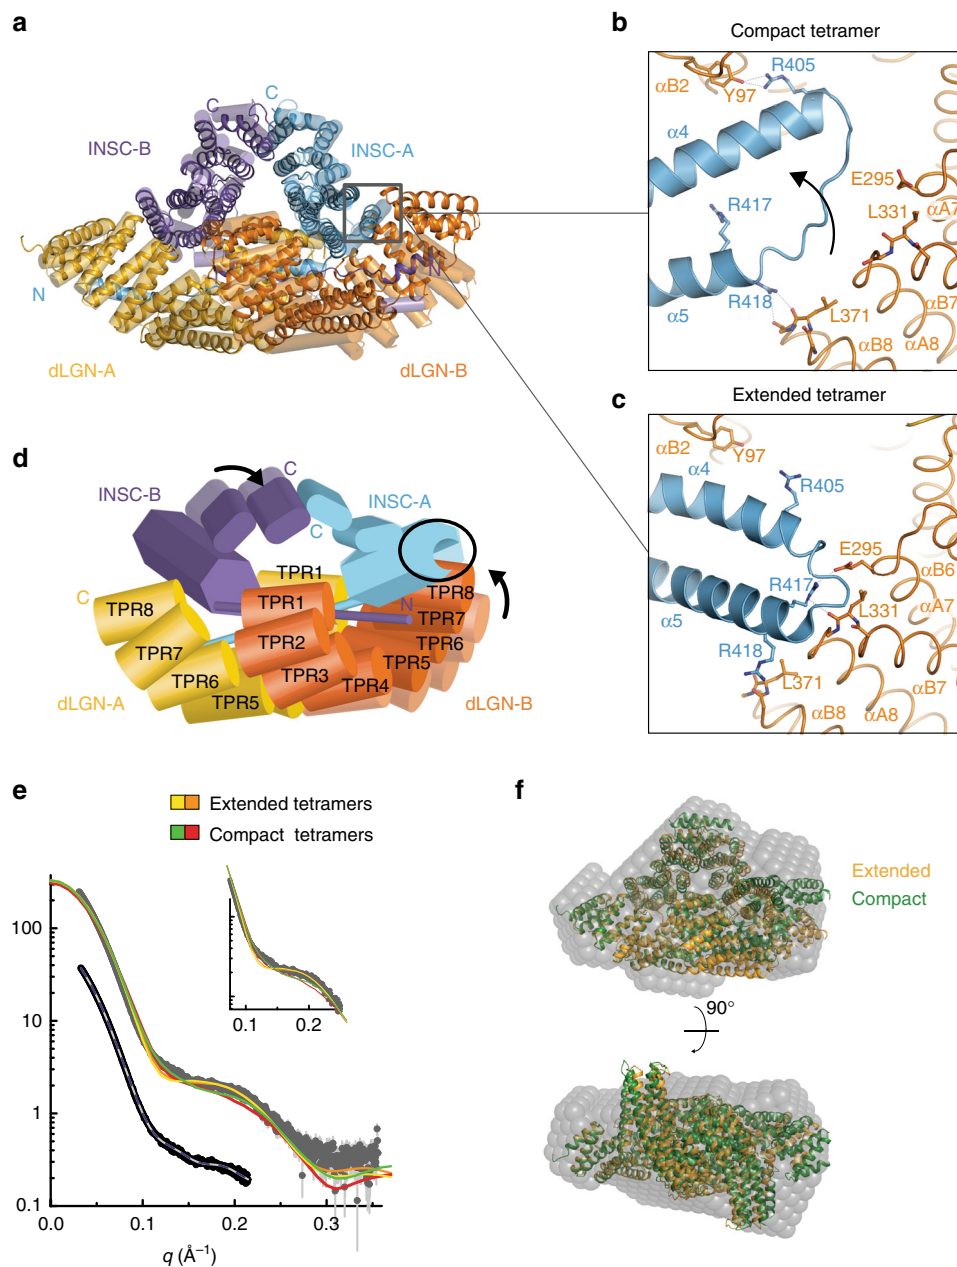 a
C
C
INSC-B
INSC-A
N
N
dLGN-A
dLGN-B
b
Compact tetramer
R405
αB2
Y97
α4
E295
R417
L331
αA7
R418
L371
αB7
α5
αB8
αA8
c
Extended tetramer
αB2
Y97
α4
R405
E295
αB6
R417
L331
αA7
α5
R418
L371
αB7
αB8
αA8
d
C
INSC-B
INSC-A
C
TPR1
C
TPR8
TPR1
N
TPR8
TPR7
TPR7
TPR2
TPR6
TPR6
TPR3
TPR5
dLGN-A
TPR5
TPR4
dLGN-B
e
Extended tetramers
Compact tetramers
100
10
1
0.1
0.0
0.1
0.2
0.3
q (Å⁻¹)
0.1
0.2
f
Extended
Compact
90°